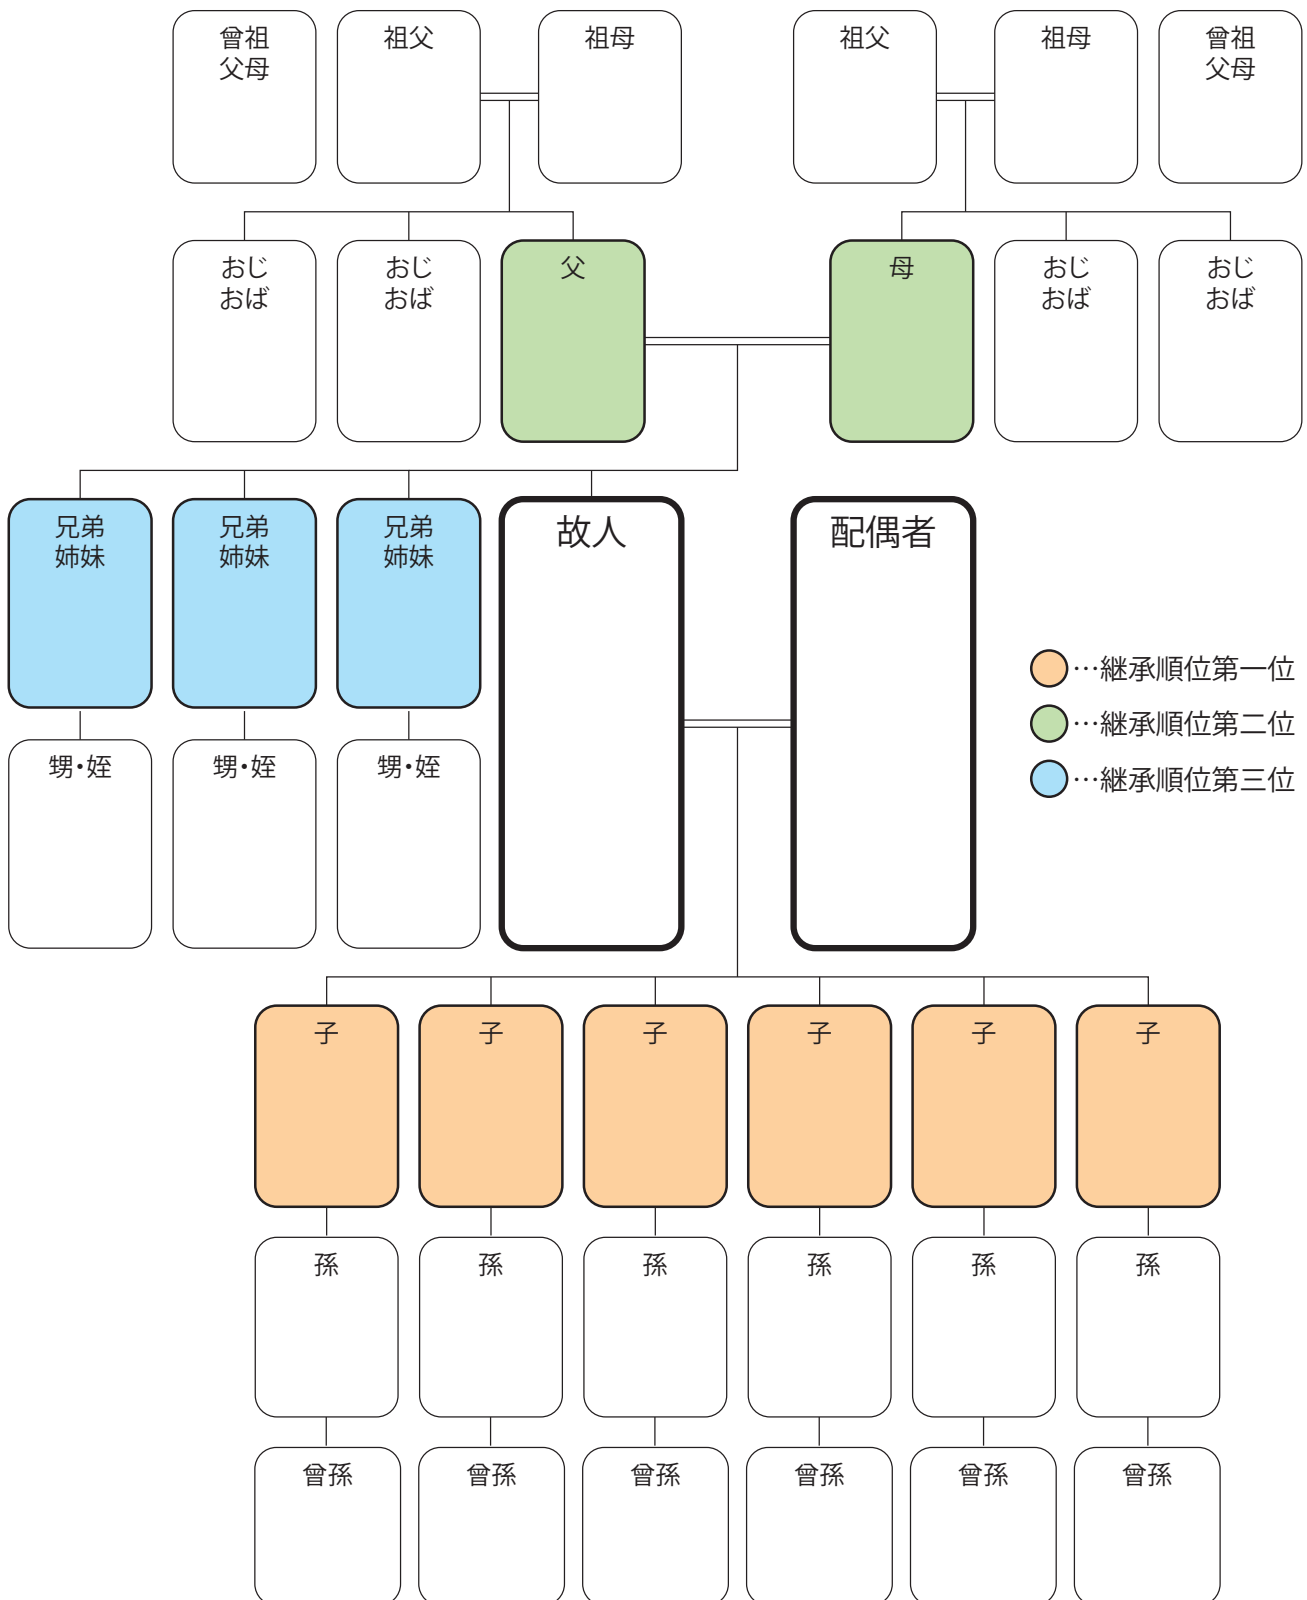 曾祖
父母
祖父
祖母
祖父
祖母
曾祖
父母
おじ
おば
おじ
おば
父
母
おじ
おば
おじ
おば
兄弟
姉妹
兄弟
姉妹
兄弟
姉妹
故人
配偶者
…継承順位第一位
…継承順位第二位
…継承順位第三位
甥・姪
甥・姪
甥・姪
子
子
子
子
子
子
孫
孫
孫
孫
孫
孫
曾孫
曾孫
曾孫
曾孫
曾孫
曾孫